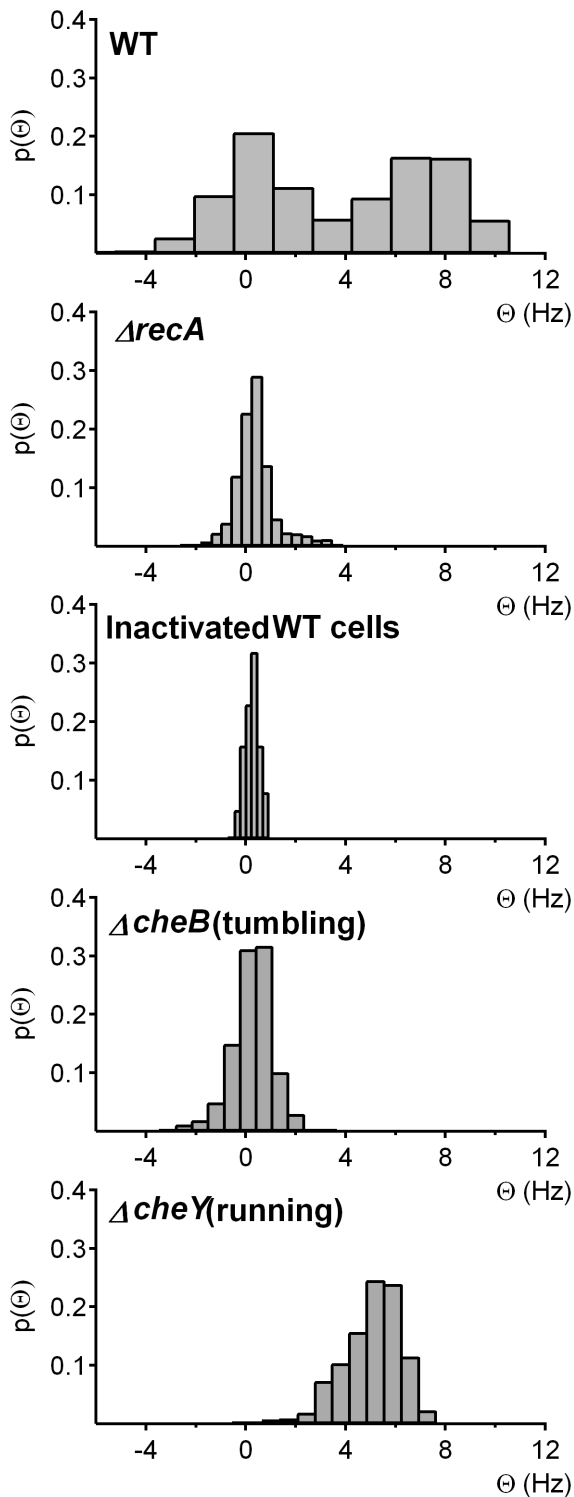 WT
p(Θ)
0.4
0.3
0.2
0.1
-4 0 4 8 12
Θ (Hz)
ΔrecA
p(Θ)
0.4
0.3
0.2
0.1
-4 0 4 8 12
Θ (Hz)
Inactivated WT cells
p(Θ)
0.4
0.3
0.2
0.1
-4 0 4 8 12
Θ (Hz)
ΔcheB (tumbling)
p(Θ)
0.4
0.3
0.2
0.1
-4 0 4 8 12
Θ (Hz)
ΔcheY (running)
p(Θ)
0.4
0.3
0.2
0.1
-4 0 4 8 12
Θ (Hz)